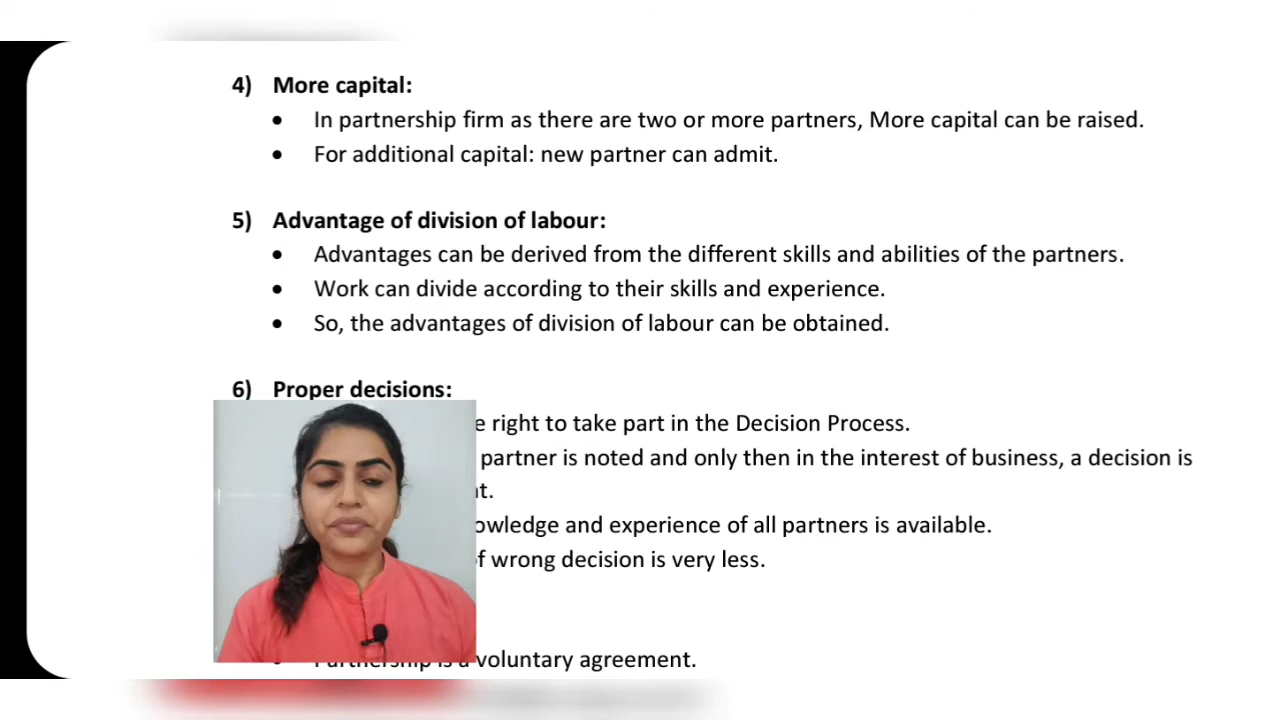 4) More capital:
• In partnership firm as there are two or more partners, More capital can be raised.
• For additional capital: new partner can admit.
5) Advantage of division of labour:
• Advantages can be derived from the different skills and abilities of the partners.
• Work can divide according to their skills and experience.
• So, the advantages of division of labour can be obtained.
6) Proper decisions:
right to take part in the Decision Process.
partner is noted and only then in the interest of business, a decision is
and experience of all partners is available.
of wrong decision is very less.
• Partnership is a voluntary agreement.